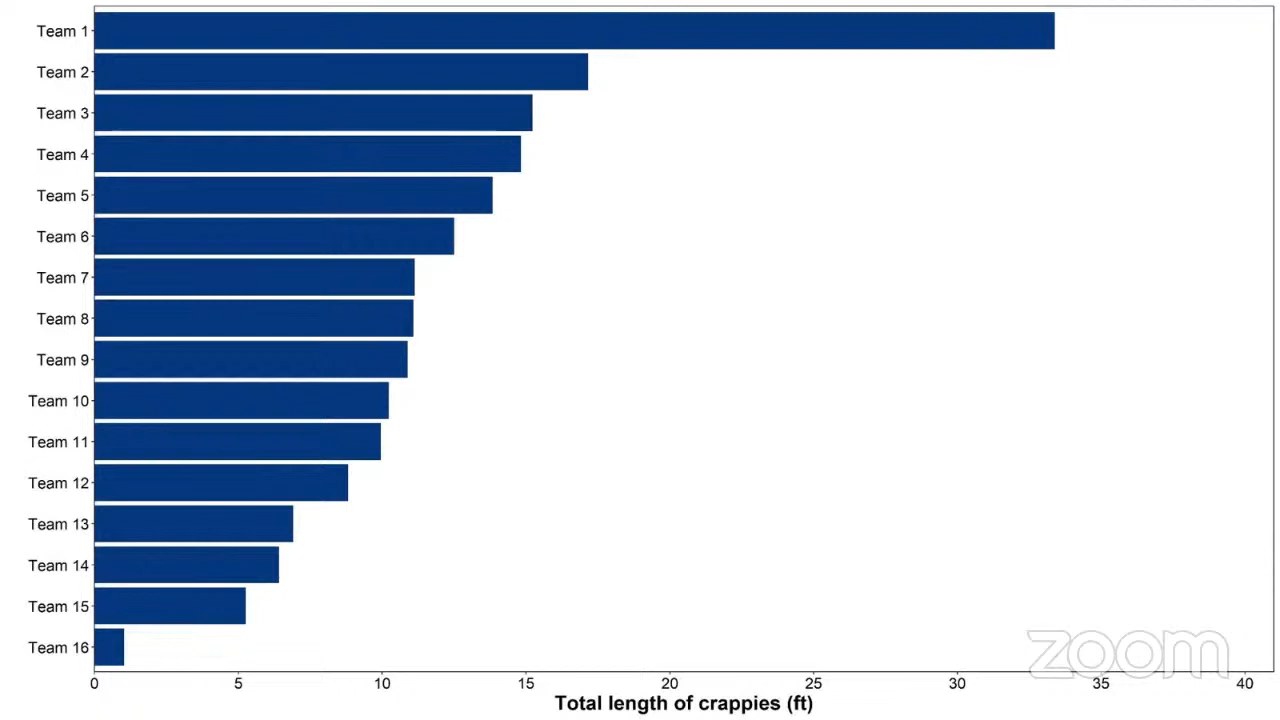 Team 1
Team 2
Team 3
Team 4
Team 5
Team 6
Team 7
Team 8
Team 9
Team 10
Team 11
Team 12
Team 13
Team 14
Team 15
Team 16
zoom
0 5 10 15 20 25 30 35 40
Total length of crappies (ft)